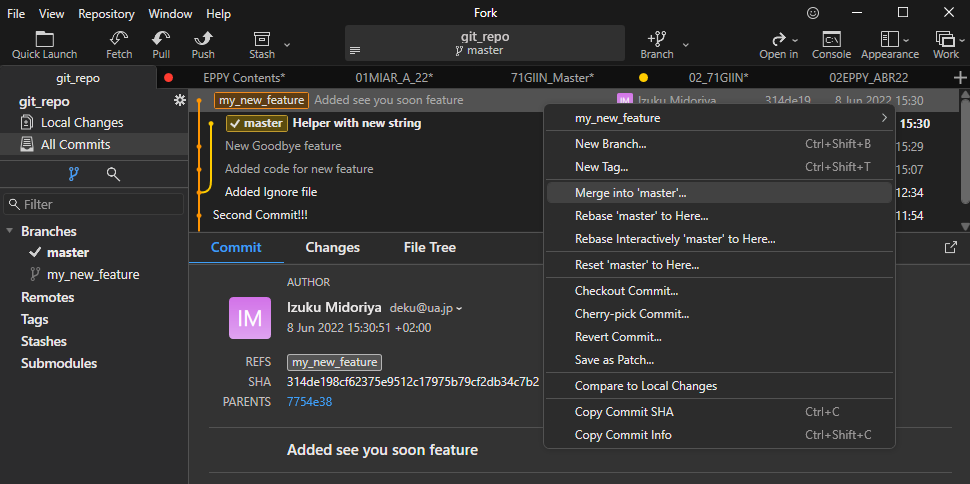 File View Repository Window Help Fork
Quick Launch Fetch Pull Push Stash git_repo master Branch Open in Console Appearance Work
git_repo EPPY Contents* 01MIAR_A_22* 71GIIN_Master* 02_71GIIN* 02EPPY_ABR22
git_repo
Local Changes
All Commits
Filter
Branches
master
my_new_feature
Remotes
Tags
Stashes
Submodules
my_new_feature Added see you soon feature IM Izuku Midoriya 314de19 8 Jun 2022 15:30
master Helper with new string 15:30
New Goodbye feature 15:29
Added code for new feature 15:07
Added Ignore file 12:34
Second Commit!!! 11:54
my_new_feature
New Branch... Ctrl+Shift+B
New Tag... Ctrl+Shift+T
Merge into 'master'...
Rebase 'master' to Here...
Rebase Interactively 'master' to Here...
Reset 'master' to Here...
Checkout Commit...
Cherry-pick Commit...
Revert Commit...
Save as Patch...
Compare to Local Changes
Copy Commit SHA Ctrl+C
Copy Commit Info Ctrl+Shift+C
Commit Changes File Tree
AUTHOR
IM Izuku Midoriya deku@ua.jp
8 Jun 2022 15:30:51 +02:00
REFS my_new_feature
SHA 314de198cf62375e9512c17975b79cf2db34c7b2
PARENTS 7754e38
Added see you soon feature